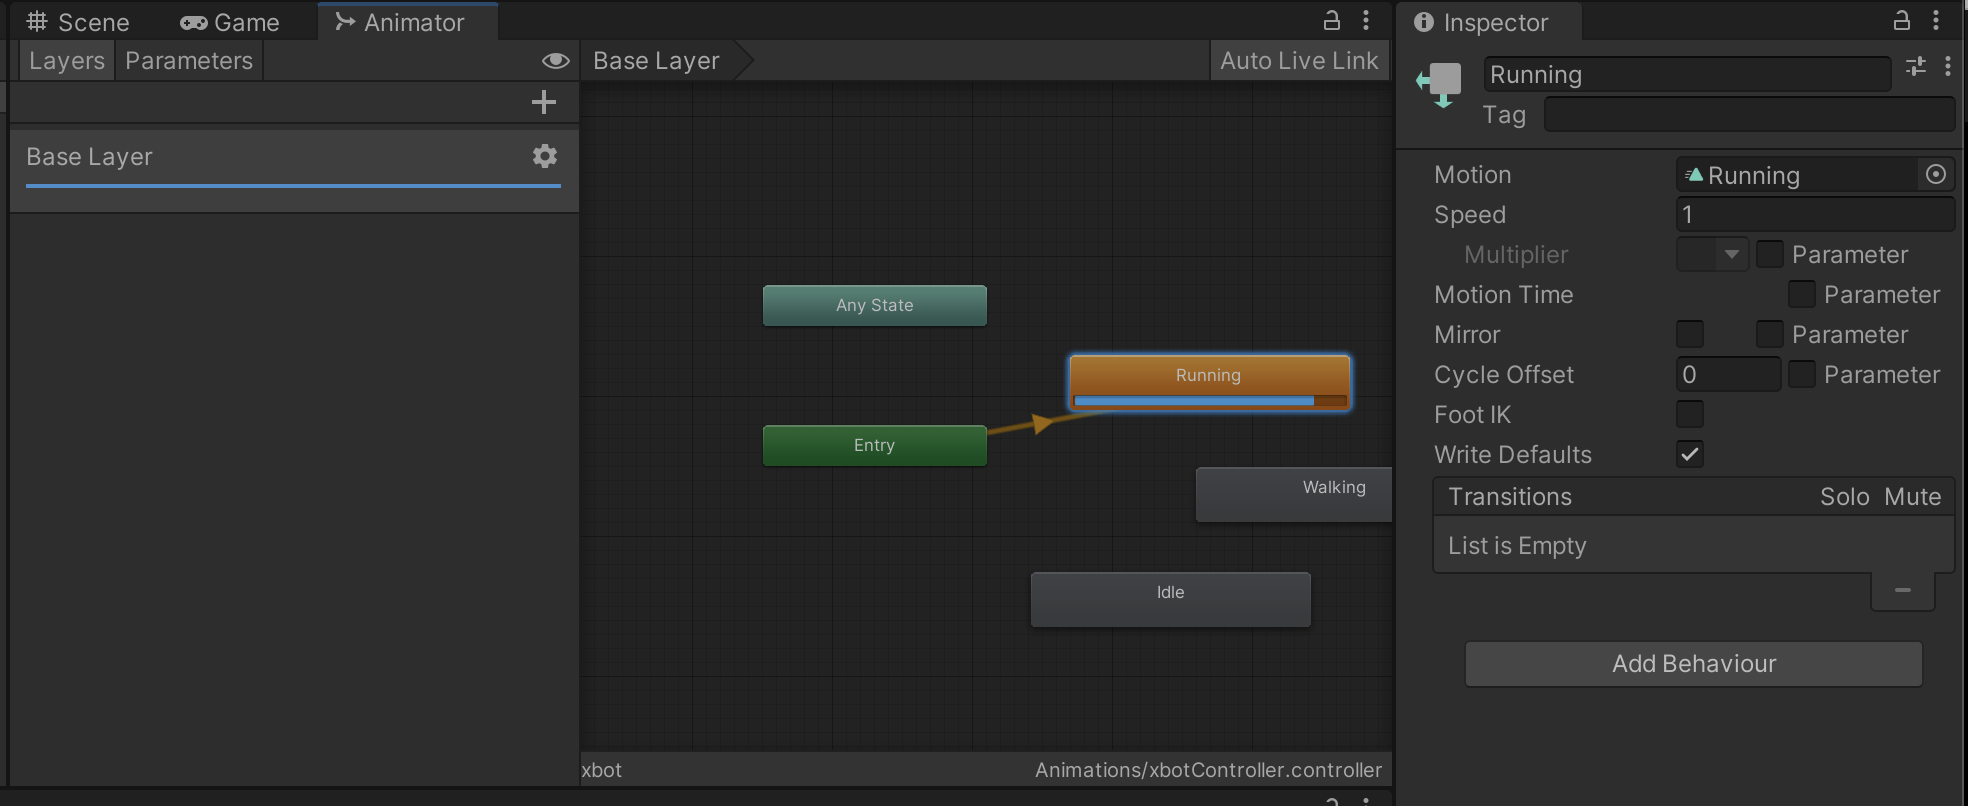 Scene Game Animator
Layers Parameters
Base Layer
Auto Live Link
Base Layer
Any State
Running
Entry
Walking
Idle
xbot
Animations/xbotController.controller
Inspector
Running
Tag
Motion Running
Speed 1
Multiplier Parameter
Motion Time Parameter
Mirror Parameter
Cycle Offset 0 Parameter
Foot IK
Write Defaults
Transitions Solo Mute
List is Empty
Add Behaviour